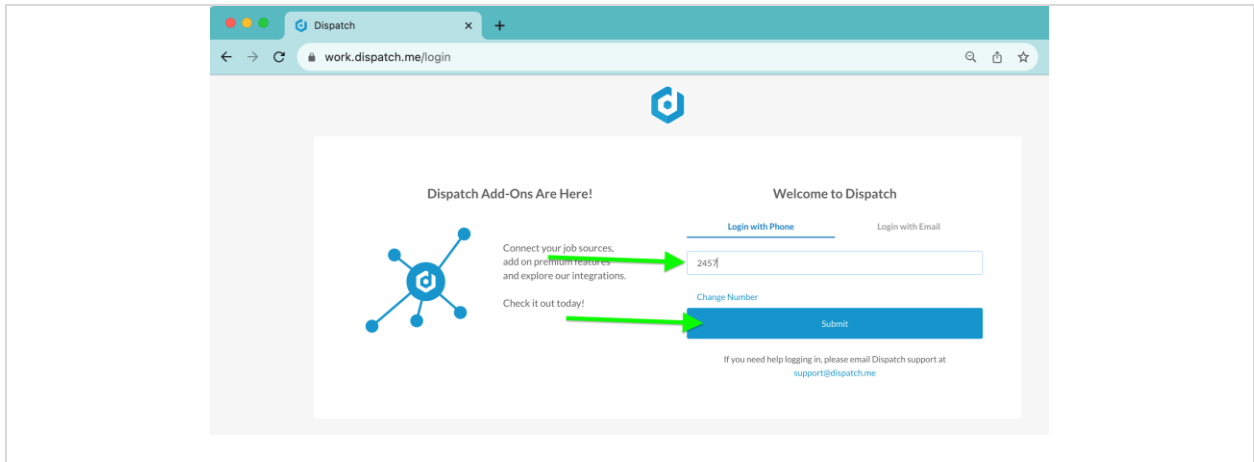 Dispatch
work.dispatch.me/login
Dispatch Add-Ons Are Here!
Connect your job sources,
add on premium features
and explore our integrations.
Check it out today!
Welcome to Dispatch
Login with Phone
Login with Email
2457
Change Number
Submit
If you need help logging in, please email Dispatch support at
support@dispatch.me